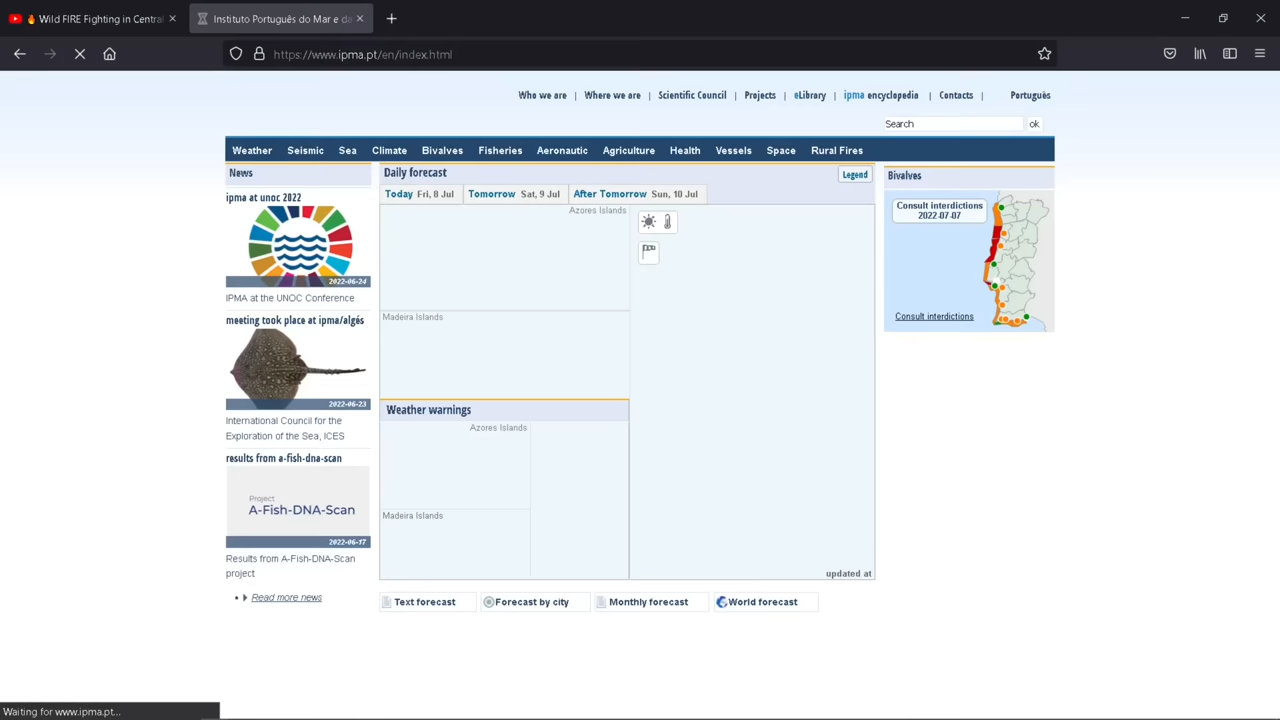 🔥 Wild FIRE Fighting in Central
Instituto Português do Mar e da
https://www.ipma.pt/en/index.html
Who we are | Where we are | Scientific Council | Projects | eLibrary | ipma encyclopedia | Contacts | Português
Search ok
Weather Seismic Sea Climate Bivalves Fisheries Aeronautic Agriculture Health Vessels Space Rural Fires
News
ipma at unoc 2022
2022-06-24
IPMA at the UNOC Conference
meeting took place at ipma/algés
2022-06-23
International Council for the
Exploration of the Sea, ICES
results from a-fish-dna-scan
Project
A-Fish-DNA-Scan
2022-06-17
Results from A-Fish-DNA-Scan
project
Read more news
Daily forecast
Legend
Today Fri, 8 Jul Tomorrow Sat, 9 Jul After Tomorrow Sun, 10 Jul
Azores Islands
Madeira Islands
Weather warnings
Azores Islands
Madeira Islands
updated at
Text forecast Forecast by city Monthly forecast World forecast
Bivalves
Consult interdictions
2022-07-07
Consult interdictions
Waiting for www.ipma.pt...